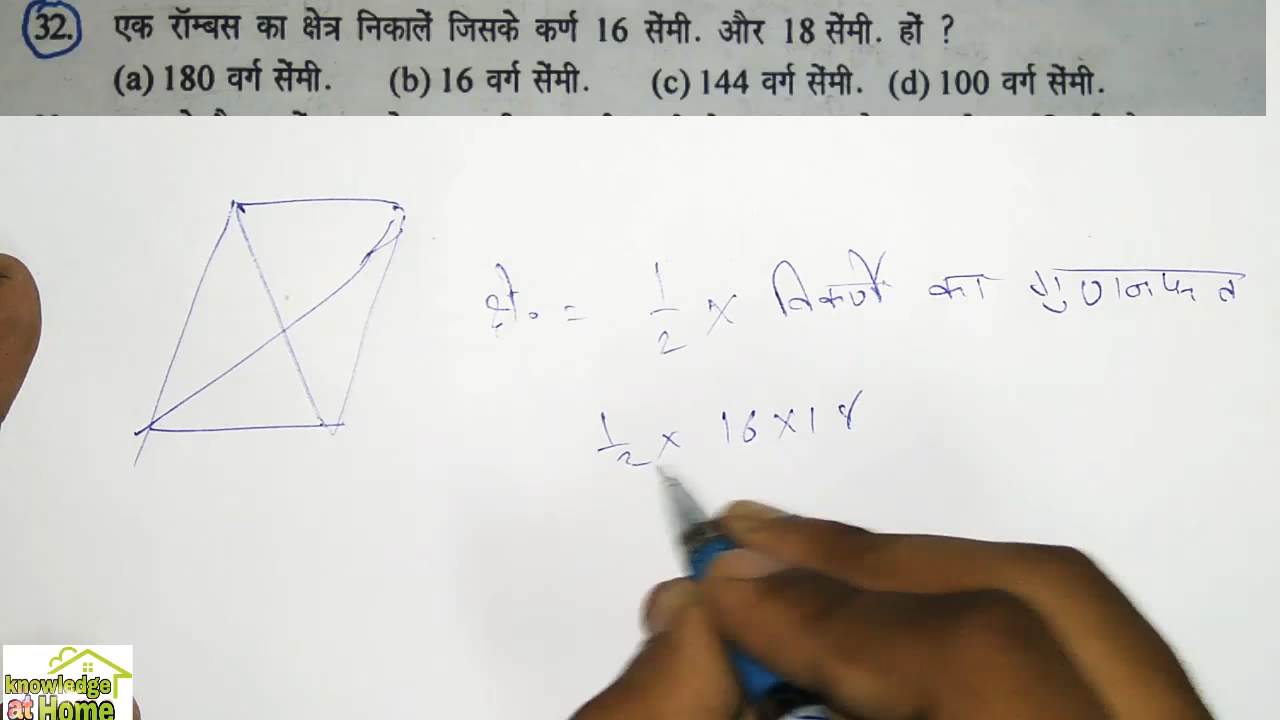 32. एक रॉम्बस का क्षेत्र निकालें जिसके कर्ण 16 सेंमी. और 18 सेंमी. हों ?
(a) 180 वर्ग सेंमी. (b) 16 वर्ग सेंमी. (c) 144 वर्ग सेंमी. (d) 100 वर्ग सेंमी.
क्षे० = 1/2 × विकर्णो का गुणनफल
1/2 × 16 × 18
knowledge
at Home